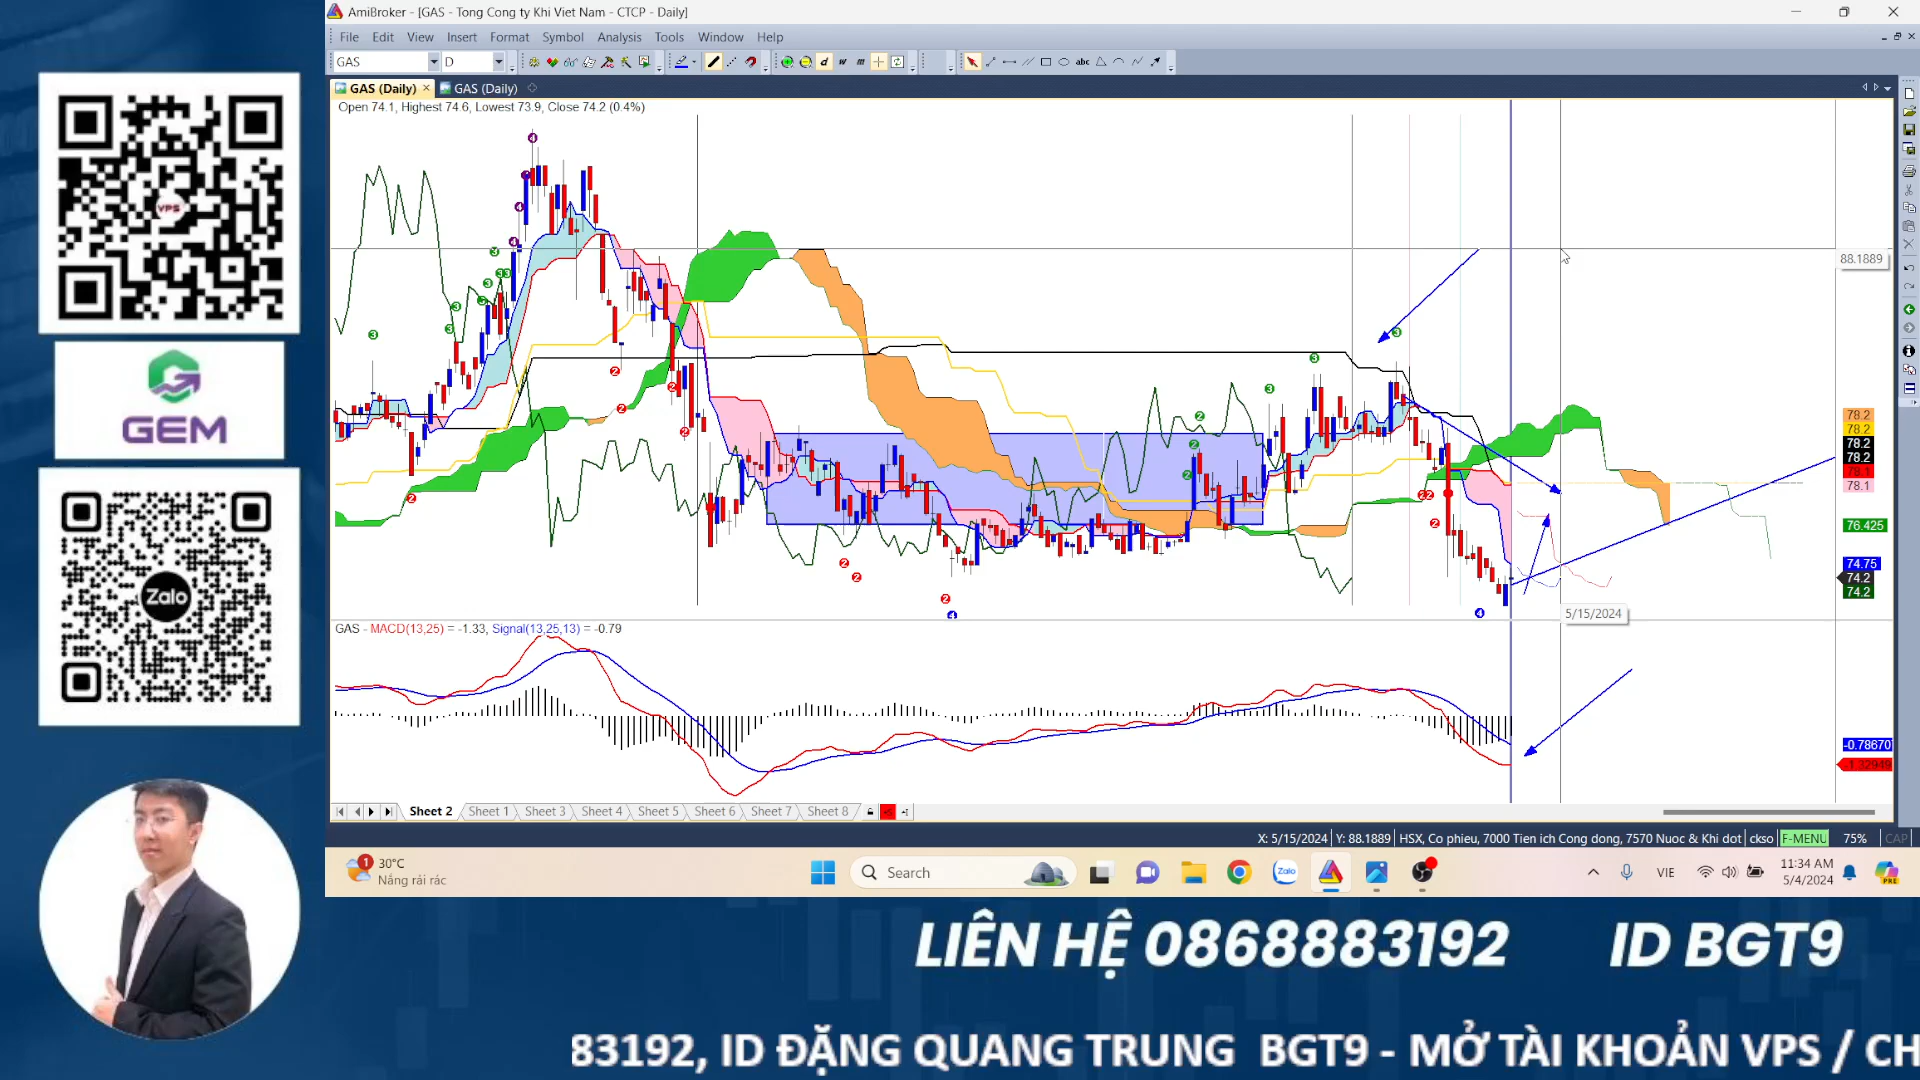 AmiBroker - [GAS - Tong Cong ty Khi Viet Nam - CTCP - Daily]
File Edit View Insert Format Symbol Analysis Tools Window Help
GAS D
GAS (Daily) GAS (Daily)
Open 74.1, Highest 74.6, Lowest 73.9, Close 74.2 (0.4%)
88.1889
78.2
78.2
78.2
78.2
78.1
78.1
76.425
74.75
74.2
74.2
5/15/2024
GAS - MACD(13,25) = -1.33, Signal(13,25,13) = -0.79
-0.78670
-1.32949
Sheet 2 Sheet 1 Sheet 3 Sheet 4 Sheet 5 Sheet 6 Sheet 7 Sheet 8
X: 5/15/2024 Y: 88.1889 HSX, Co phieu, 7000 Tien ich Cong dong, 7570 Nuoc & Khi dot ckso F-MENU 75% CAP
30°C
Nắng rải rác
Search
Zalo
VIE
11:34 AM
5/4/2024
VPS
GEM
Zalo
LIÊN HỆ 0868883192 ID BGT9
83192, ID ĐẶNG QUANG TRUNG BGT9 - MỞ TÀI KHOẢN VPS / CH